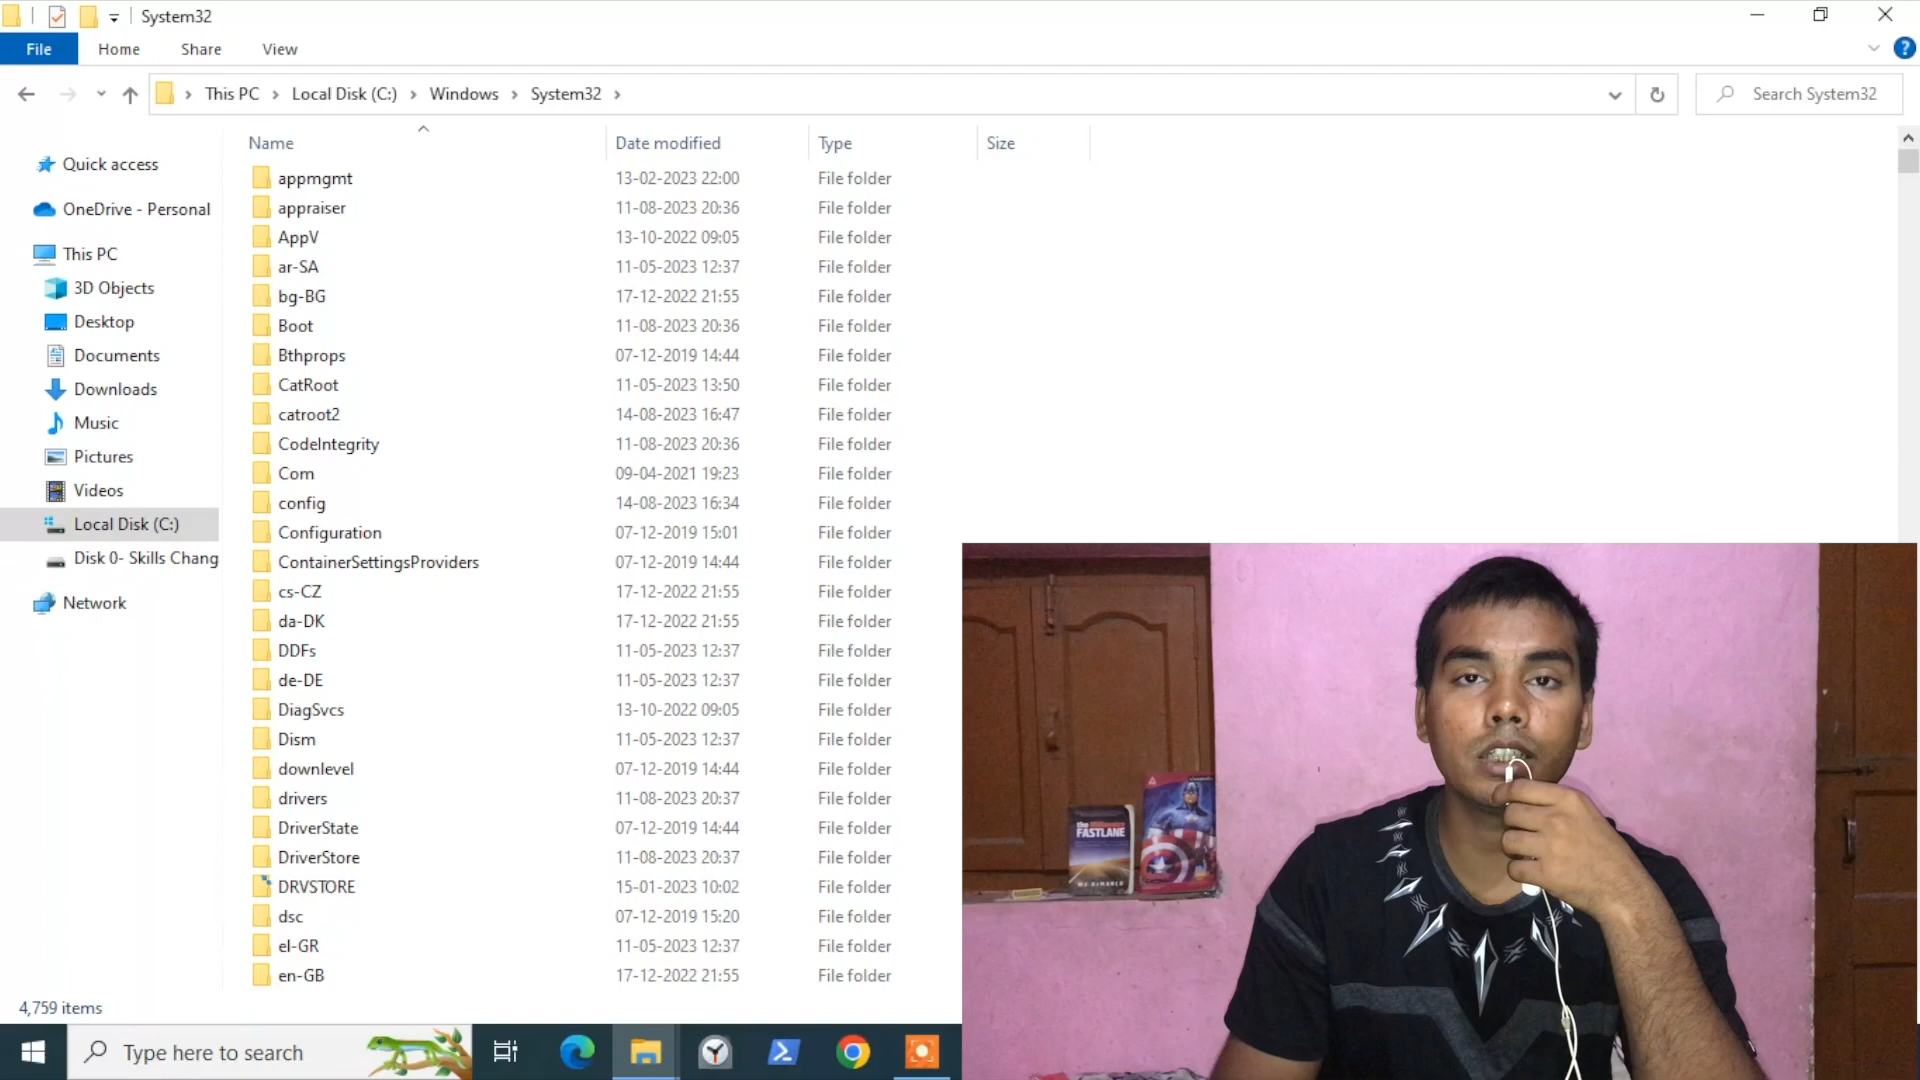 System32
File Home Share View
This PC Local Disk (C:) Windows System32
Search System32
Name Date modified Type Size
Quick access
OneDrive - Personal
This PC
3D Objects
Desktop
Documents
Downloads
Music
Pictures
Videos
Local Disk (C:)
Disk 0- Skills Chang
Network
appmgmt 13-02-2023 22:00 File folder
appraiser 11-08-2023 20:36 File folder
AppV 13-10-2022 09:05 File folder
ar-SA 11-05-2023 12:37 File folder
bg-BG 17-12-2022 21:55 File folder
Boot 11-08-2023 20:36 File folder
Bthprops 07-12-2019 14:44 File folder
CatRoot 11-05-2023 13:50 File folder
catroot2 14-08-2023 16:47 File folder
CodeIntegrity 11-08-2023 20:36 File folder
Com 09-04-2021 19:23 File folder
config 14-08-2023 16:34 File folder
Configuration 07-12-2019 15:01 File folder
ContainerSettingsProviders 07-12-2019 14:44 File folder
cs-CZ 17-12-2022 21:55 File folder
da-DK 17-12-2022 21:55 File folder
DDFs 11-05-2023 12:37 File folder
de-DE 11-05-2023 12:37 File folder
DiagSvcs 13-10-2022 09:05 File folder
Dism 11-05-2023 12:37 File folder
downlevel 07-12-2019 14:44 File folder
drivers 11-08-2023 20:37 File folder
DriverState 07-12-2019 14:44 File folder
DriverStore 11-08-2023 20:37 File folder
DRVSTORE 15-01-2023 10:02 File folder
dsc 07-12-2019 15:20 File folder
el-GR 11-05-2023 12:37 File folder
en-GB 17-12-2022 21:55 File folder
4,759 items
Type here to search
the Millionaire
FASTLANE
MJ DeMARCO